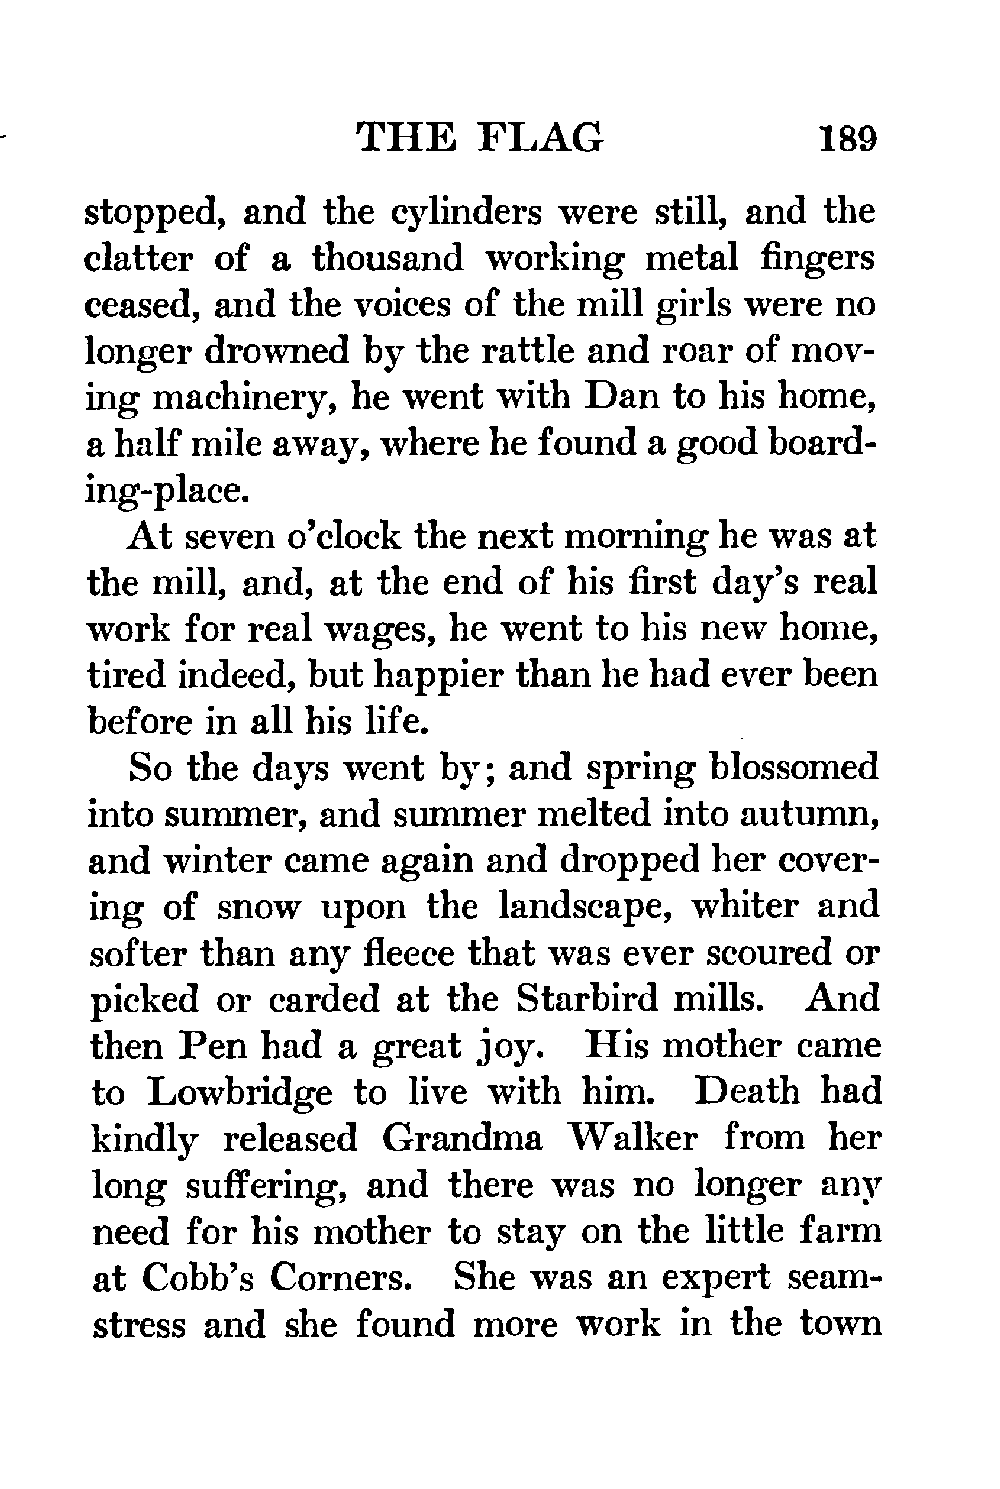 THE FLAG 189
stopped, and the cylinders were still, and the
clatter of a thousand working metal fingers
ceased, and the voices of the mill girls were no
longer drowned by the rattle and roar of mov-
ing machinery, he went with Dan to his home,
a half mile away, where he found a good board-
ing-place.
At seven o'clock the next morning he was at
the mill, and, at the end of his first day's real
work for real wages, he went to his new home,
tired indeed, but happier than he had ever been
before in all his life.
So the days went by; and spring blossomed
into summer, and summer melted into autumn,
and winter came again and dropped her cover-
ing of snow upon the landscape, whiter and
softer than any fleece that was ever scoured or
picked or carded at the Starbird mills. And
then Pen had a great joy. His mother came
to Lowbridge to live with him. Death had
kindly released Grandma Walker from her
long suffering, and there was no longer any
need for his mother to stay on the little farm
at Cobb's Corners. She was an expert seam-
stress and she found more work in the town